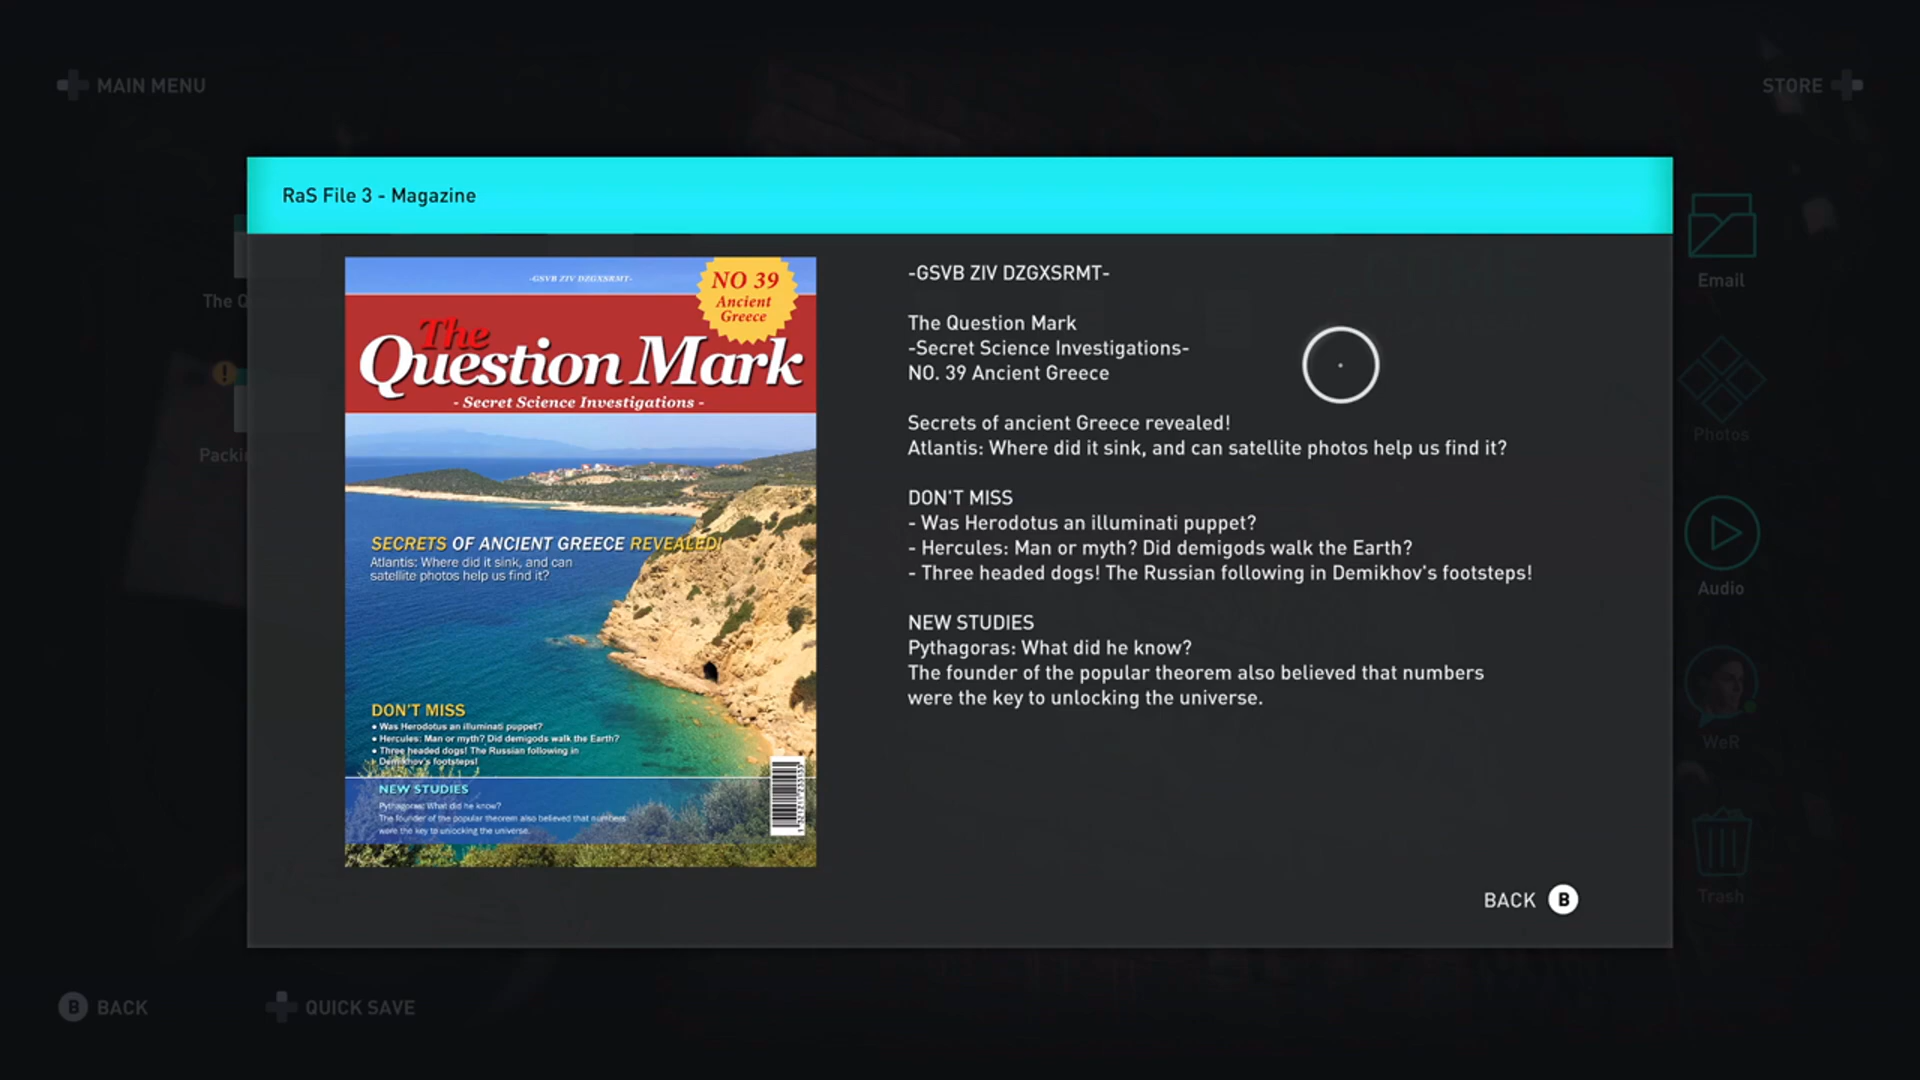 MAIN MENU
STORE
RaS File 3 - Magazine
-GSVB ZIV DZGXSRMT-
NO 39
Ancient
Greece
The
Question Mark
- Secret Science Investigations -
SECRETS OF ANCIENT GREECE REVEALED!
Atlantis: Where did it sink, and can
satellite photos help us find it?
DON'T MISS
• Was Herodotus an illuminati puppet?
• Hercules: Man or myth? Did demigods walk the Earth?
• Three headed dogs! The Russian following in
Demikhov's footsteps!
NEW STUDIES
Pythagoras: What did he know?
The founder of the popular theorem also believed that numbers
were the key to unlocking the universe.
-GSVB ZIV DZGXSRMT-
The Question Mark
-Secret Science Investigations-
NO. 39 Ancient Greece
Secrets of ancient Greece revealed!
Atlantis: Where did it sink, and can satellite photos help us find it?
DON'T MISS
- Was Herodotus an illuminati puppet?
- Hercules: Man or myth? Did demigods walk the Earth?
- Three headed dogs! The Russian following in Demikhov's footsteps!
NEW STUDIES
Pythagoras: What did he know?
The founder of the popular theorem also believed that numbers
were the key to unlocking the universe.
BACK B
The
Email
Photos
Audio
WeR
Trash
B BACK
QUICK SAVE